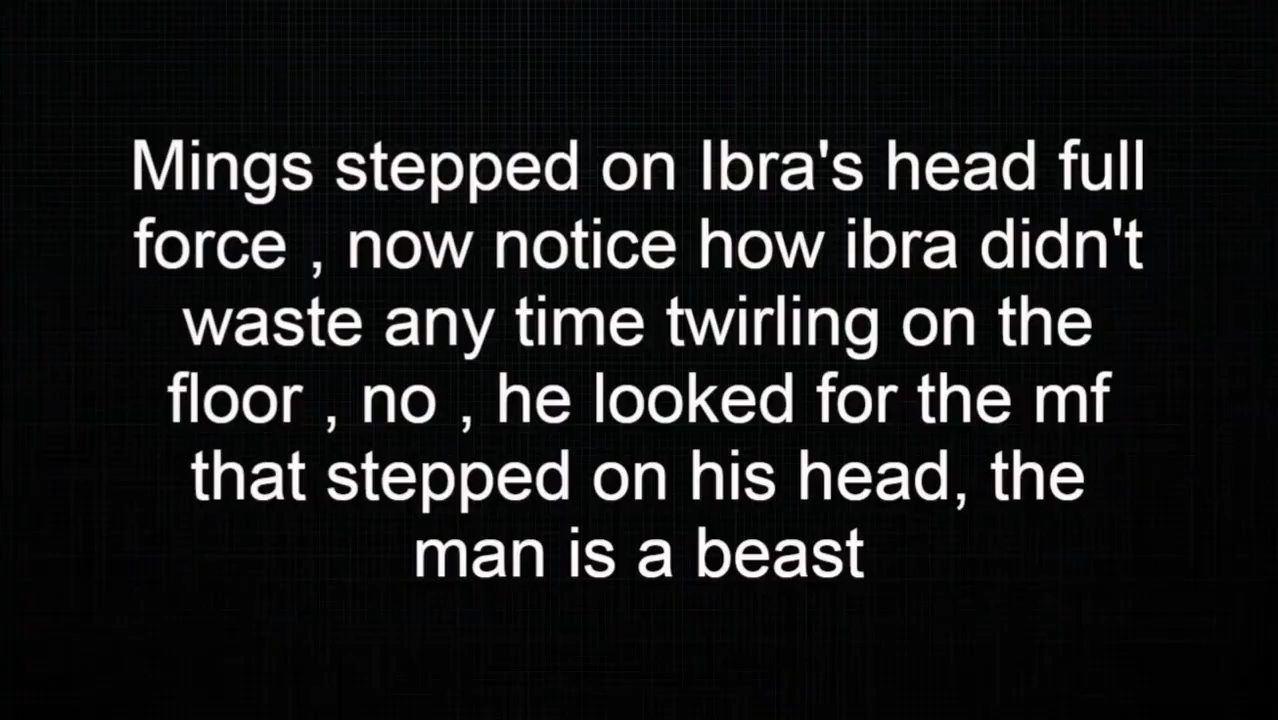 Mings stepped on Ibra's head full
force , now notice how ibra didn't
waste any time twirling on the
floor , no , he looked for the mf
that stepped on his head, the
man is a beast